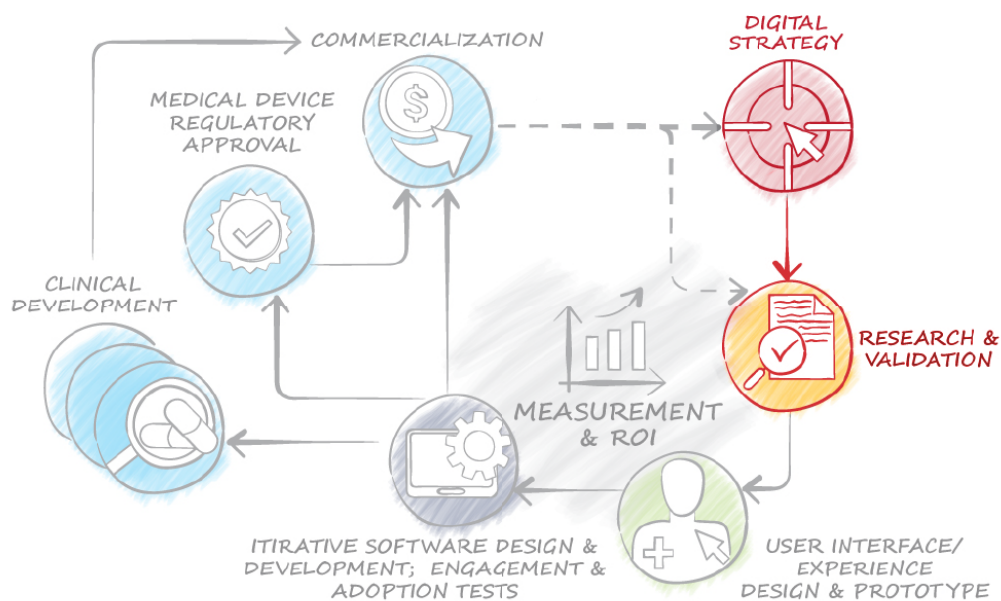 DIGITAL
STRATEGY
COMMERCIALIZATION
$
MEDICAL DEVICE
REGULATORY
APPROVAL
CLINICAL
DEVELOPMENT
RESEARCH &
VALIDATION
MEASUREMENT
& ROI
ITIRATIVE SOFTWARE DESIGN &
DEVELOPMENT; ENGAGEMENT &
ADOPTION TESTS
USER INTERFACE/
EXPERIENCE
DESIGN & PROTOTYPE